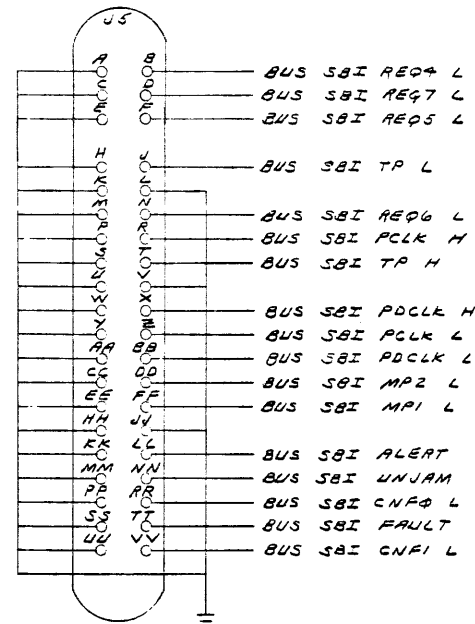 J5
A B BUS SBI REQ4 L
C D BUS SBI REQ7 L
E F BUS SBI REQ5 L
H J BUS SBI TP L
K L
M N BUS SBI REQ6 L
P R BUS SBI PCLK H
S T BUS SBI TP H
U V
W X BUS SBI PDCLK H
Y Z BUS SBI PCLK L
AA BB BUS SBI PDCLK L
CC DD BUS SBI MP2 L
EE FF BUS SBI MP1 L
HH JJ
KK LL BUS SBI ALERT
MM NN BUS SBI UNJAM
PP RR BUS SBI CNF0 L
SS TT BUS SBI FAULT
UU VV BUS SBI CNF1 L